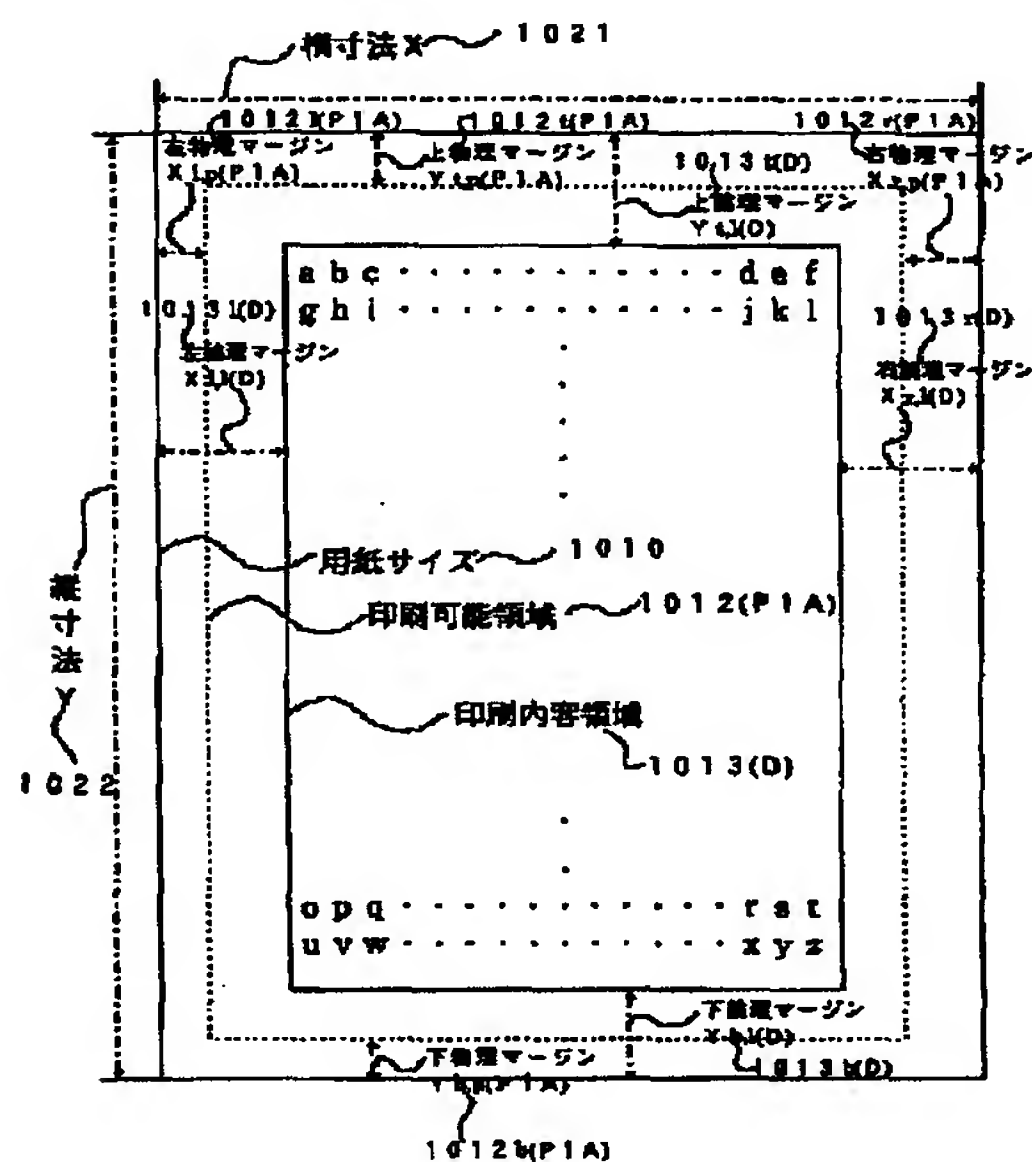 横寸法X 1021
1012l(P1A) 1012t(P1A) 1012r(P1A)
左物理マージン 上物理マージン 1013t(D) 右物理マージン
Xlp(P1A) Ytp(P1A) Xrp(P1A)
上論理マージン
Ytl(D)
abc・・・・・・・・・・・・def
1013l(D) ghi・・・・・・・・・・・・jkl 1013r(D)
左論理マージン
Xll(D)
右論理マージン
Xrl(D)
用紙サイズ 1010
縦寸法Y
印刷可能領域 1012(P1A)
印刷内容領域
1013(D)
1022
opq・・・・・・・・・・・・rst
uvw・・・・・・・・・・・・xyz
下論理マージン
Ybl(D)
下物理マージン
Ybp(P1A) 1013b(D)
1012b(P1A)